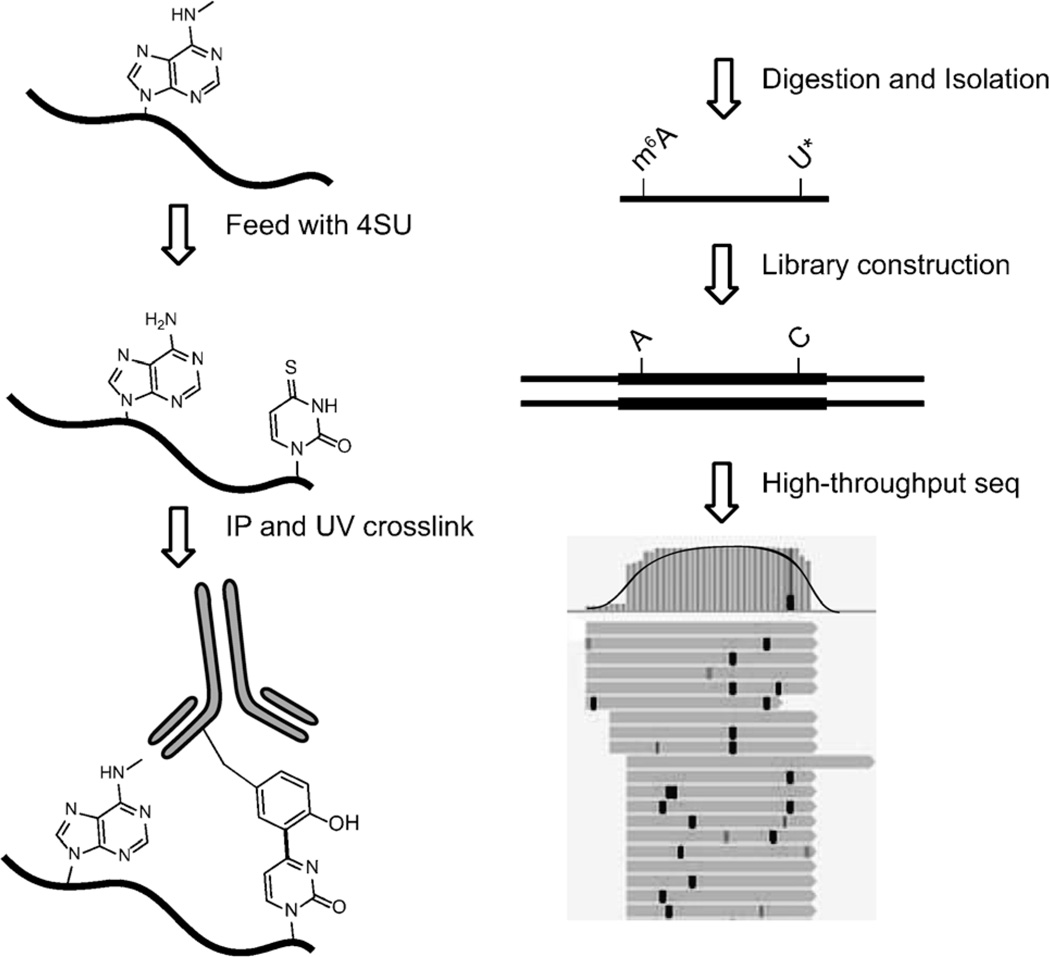 HN
N
N
N
N
Feed with 4SU
H₂N
N
N
N
N
S
NH
N
O
IP and UV crosslink
HN
N
N
N
N
OH
N
N
O
Digestion and Isolation
m⁶A
U*
Library construction
A
C
High-throughput seq